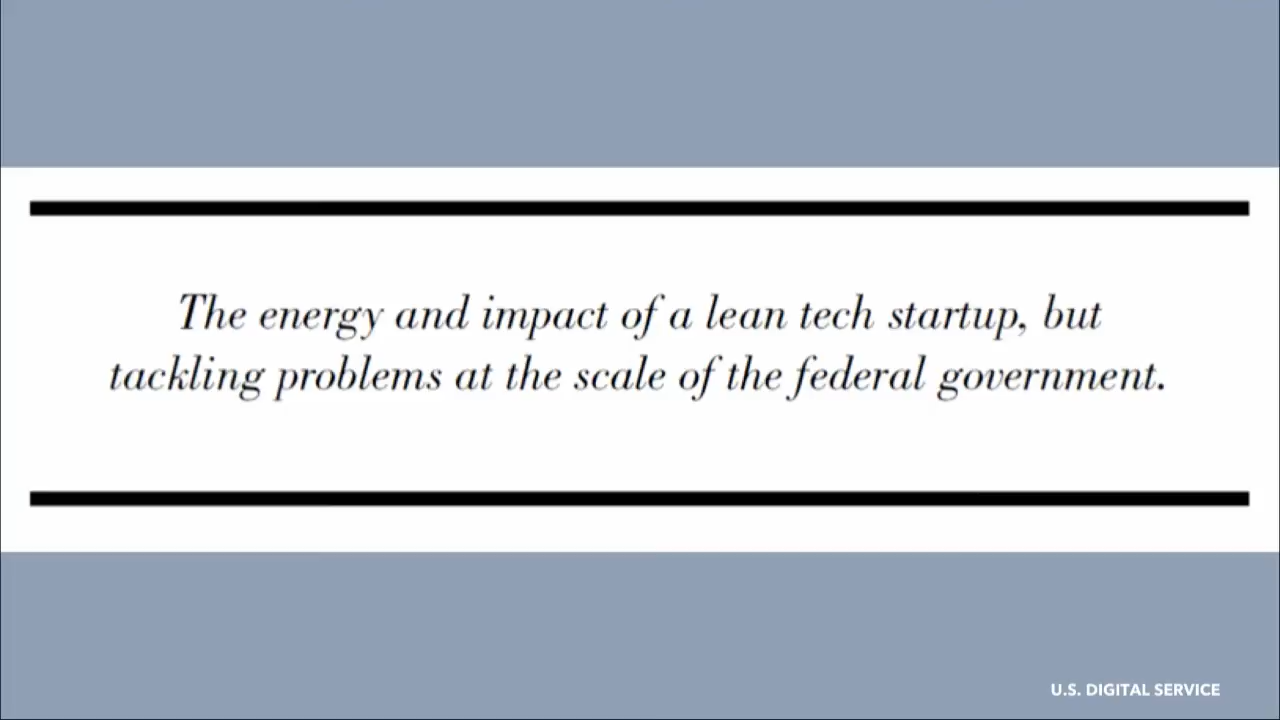 The energy and impact of a lean tech startup, but
tackling problems at the scale of the federal government.
U.S. DIGITAL SERVICE